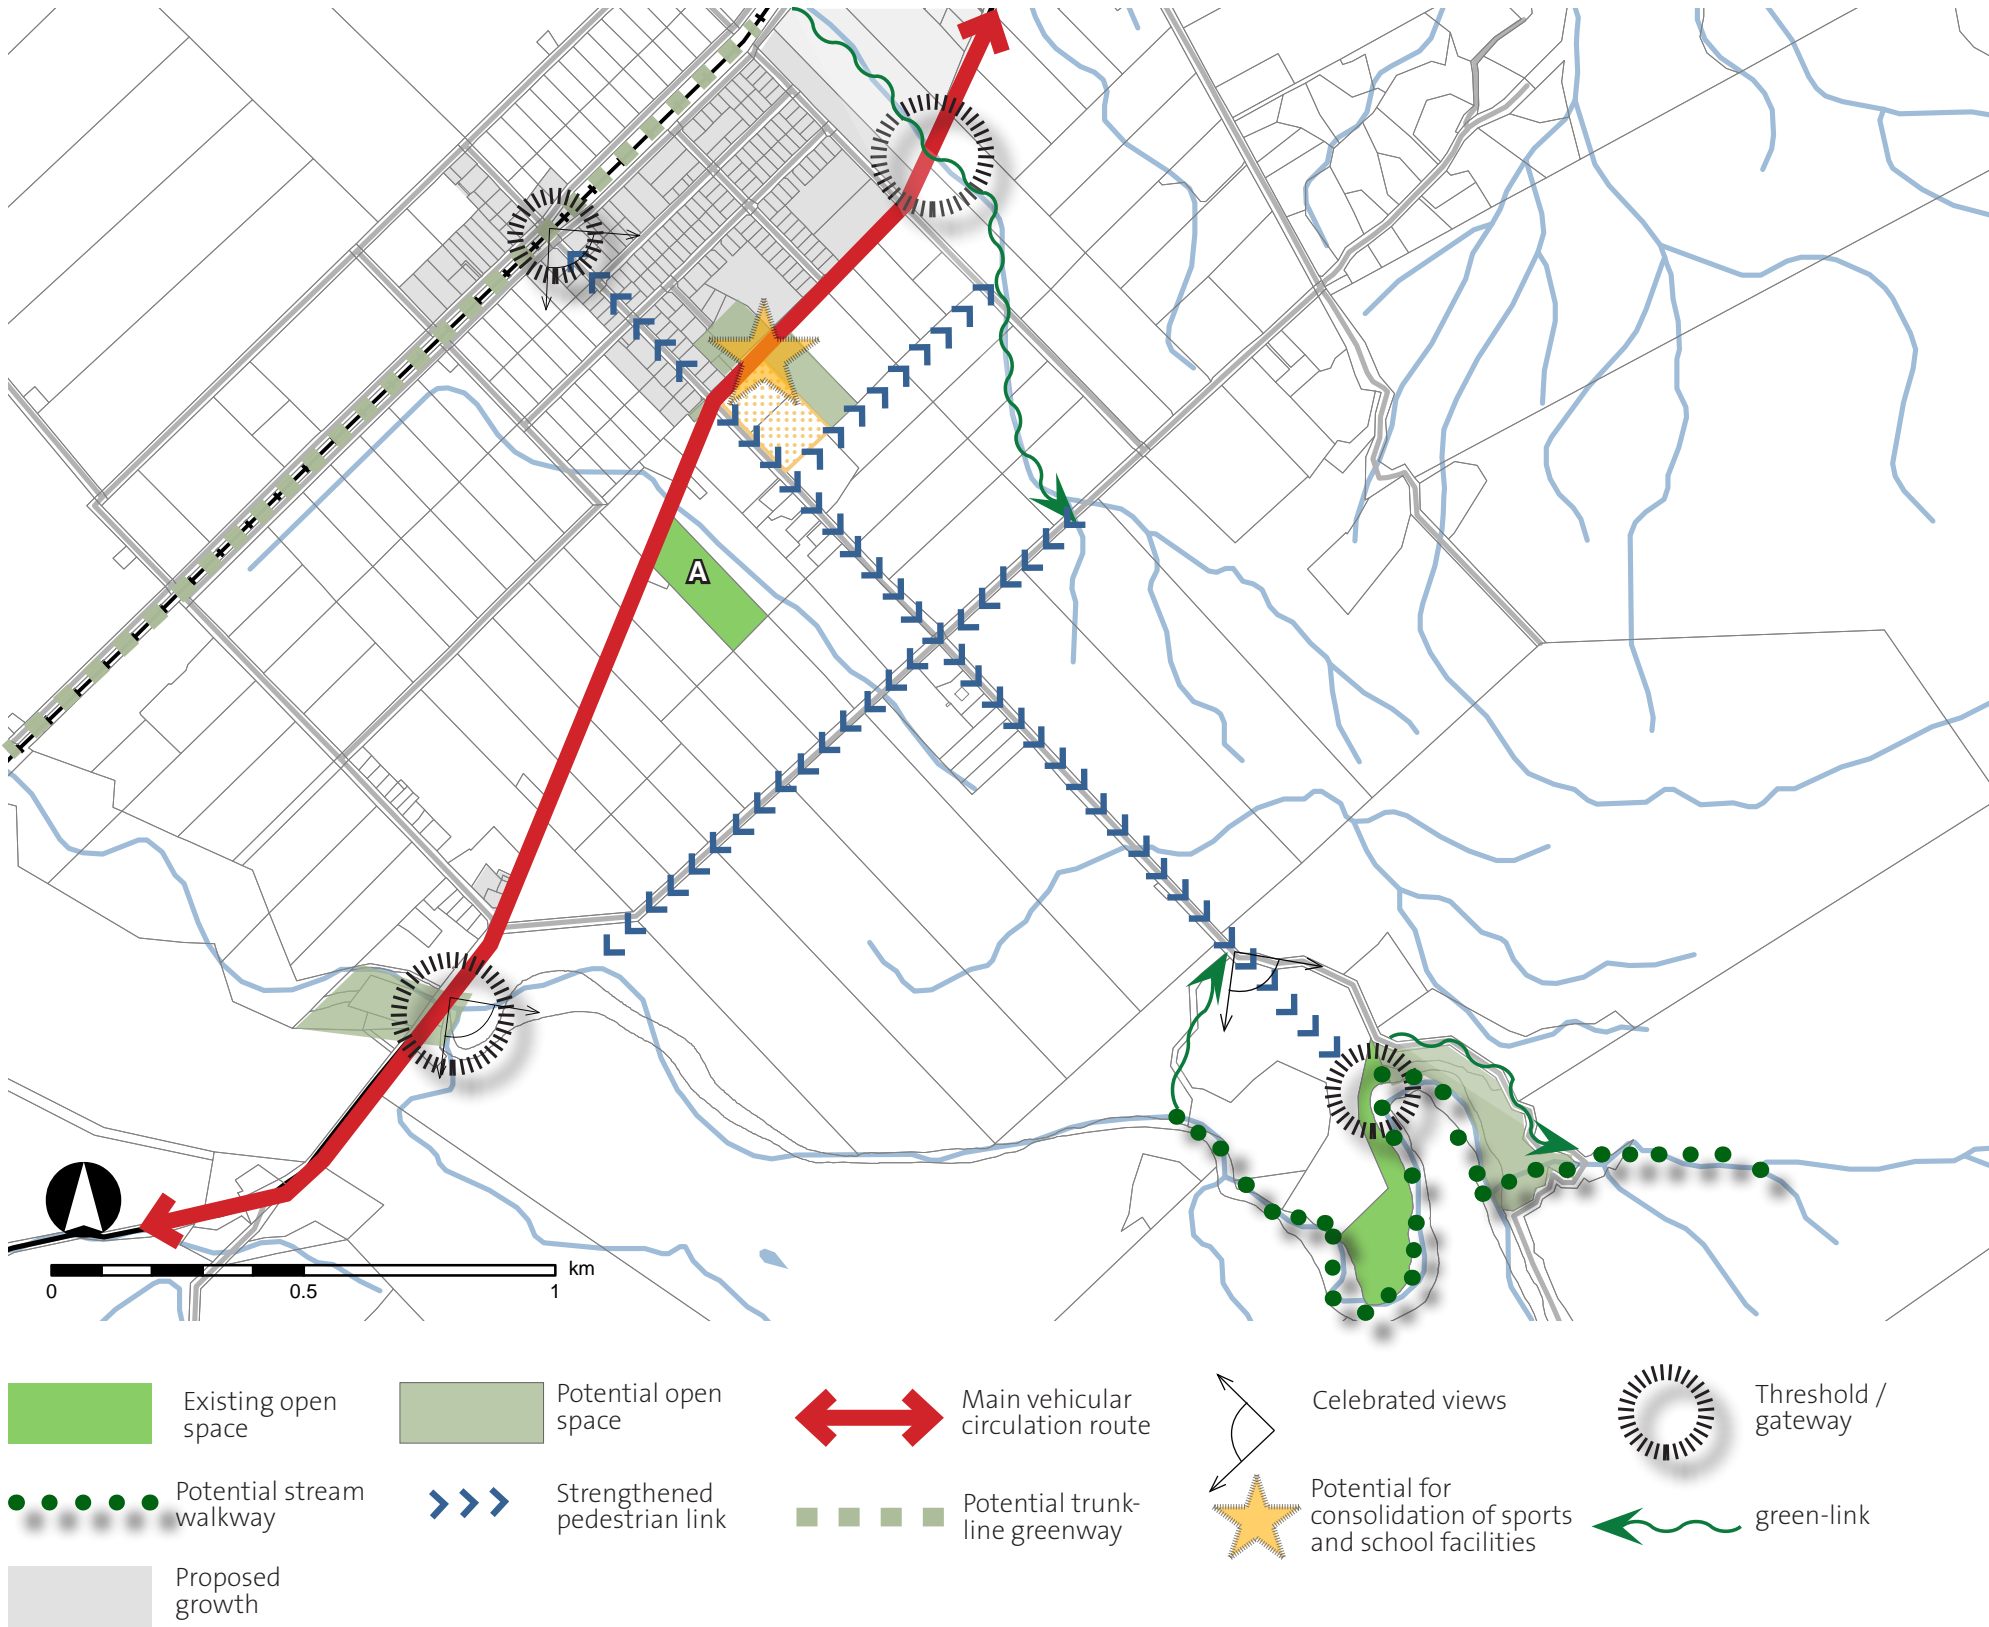 A
km
0
0.5
1
Existing open
space
Potential open
space
Main vehicular
circulation route
Celebrated views
Threshold /
gateway
Potential stream
walkway
Strengthened
pedestrian link
Potential trunk-
line greenway
Potential for
consolidation of sports
and school facilities
green-link
Proposed
growth